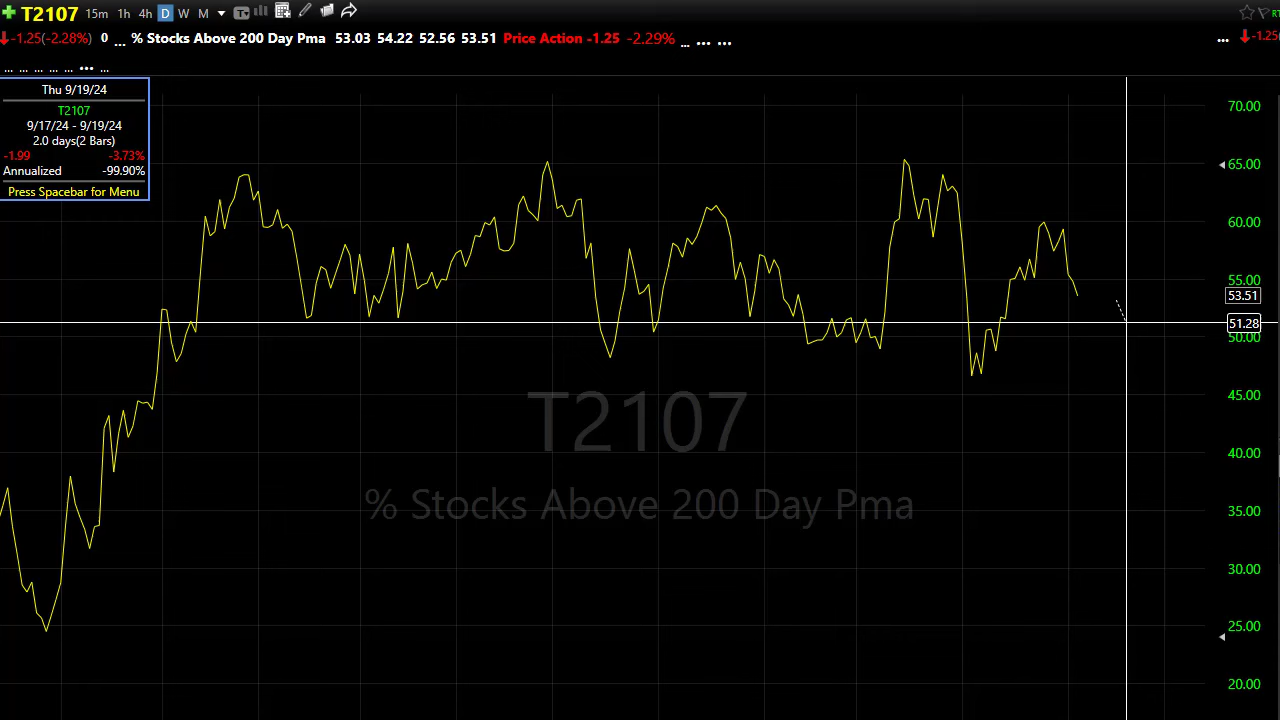 T2107 15m 1h 4h D W M T
-1.25(-2.28%) 0 ... % Stocks Above 200 Day Pma 53.03 54.22 52.56 53.51 Price Action -1.25 -2.29% ... ... ... ... -1.25
... ... ... ... ... ... ...
Thu 9/19/24
T2107
9/17/24 - 9/19/24
2.0 days(2 Bars)
-1.99 -3.73%
Annualized -99.90%
Press Spacebar for Menu
70.00
65.00
60.00
55.00
53.51
51.28
50.00
45.00
40.00
35.00
30.00
25.00
20.00
T2107
% Stocks Above 200 Day Pma